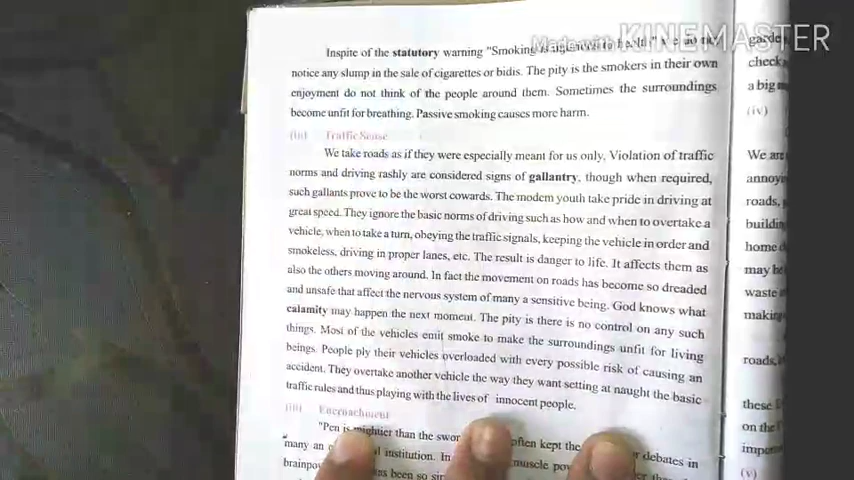 Made with KINEMASTER
Inspite of the statutory warning "Smoking is injurious to health"
notice any slump in the sale of cigarettes or bidis. The pity is the smokers in their own
enjoyment do not think of the people around them. Sometimes the surroundings
become unfit for breathing. Passive smoking causes more harm.
(ii) Traffic Sense
We take roads as if they were especially meant for us only, Violation of traffic
norms and driving rashly are considered signs of gallantry, though when required,
such gallants prove to be the worst cowards. The modem youth take pride in driving at
great speed. They ignore the basic norms of driving such as how and when to overtake a
vehicle, when to take a turn, obeying the traffic signals, keeping the vehicle in order and
smokeless, driving in proper lanes, etc. The result is danger to life. It affects them as
also the others moving around. In fact the movement on roads has become so dreaded
and unsafe that affect the nervous system of many a sensitive being. God knows what
calamity may happen the next moment. The pity is there is no control on any such
things. Most of the vehicles emit smoke to make the surroundings unfit for living
beings. People ply their vehicles overloaded with every possible risk of causing an
accident. They overtake another vehicle the way they want setting at naught the basic
traffic rules and thus playing with the lives of innocent people.
(iii) Encroachment
"Pen is mightier than the often kept the debates in
many an institution. In muscle
has been so
check
a big
(iv)
We are
roads,
home
may be
waste
making
roads,
these
on the
(v)